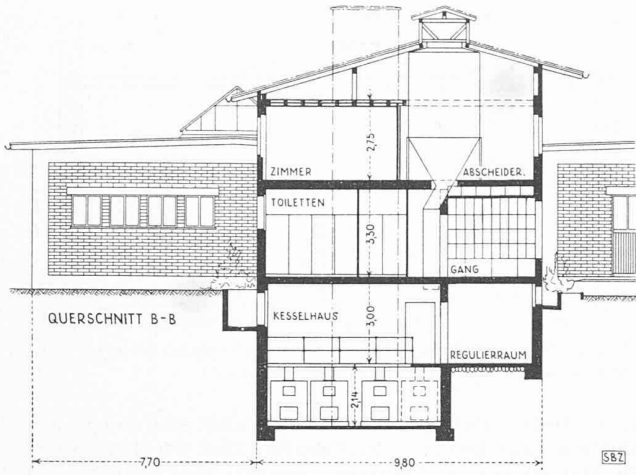 2,75
ZIMMER
ABSCHEIDER.
TOILETTEN
3,30
GANG
QUERSCHNITT B-B
KESSELHAUS
3,00
REGULIERRAUM
2,14
7,70
9,80
SBZ